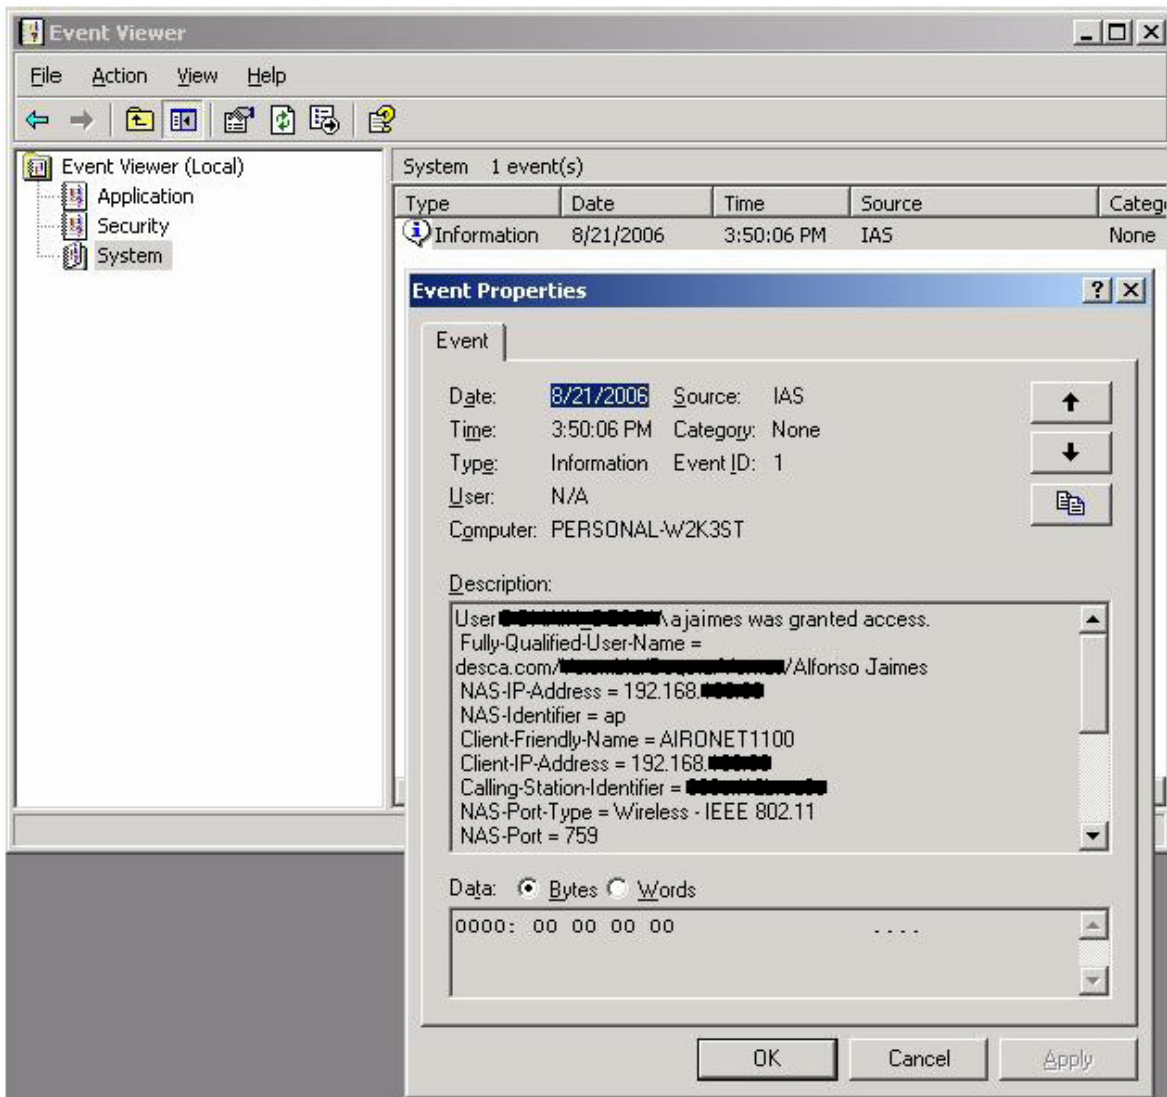 Event Viewer
File Action View Help
Event Viewer (Local)
Application
Security
System
System 1 event(s)
Type Date Time Source Categ
Information 8/21/2006 3:50:06 PM IAS None
Event Properties
Event
Date: 8/21/2006 Source: IAS
Time: 3:50:06 PM Category: None
Type: Information Event ID: 1
User: N/A
Computer: PERSONAL-W2K3ST
Description:
User \ajaimes was granted access.
Fully-Qualified-User-Name =
desca.com/ /Alfonso Jaimes
NAS-IP-Address = 192.168.
NAS-Identifier = ap
Client-Friendly-Name = AIRONET1100
Client-IP-Address = 192.168.
Calling-Station-Identifier =
NAS-Port-Type = Wireless - IEEE 802.11
NAS-Port = 759
Data: Bytes Words
0000: 00 00 00 00 ....
OK Cancel Apply